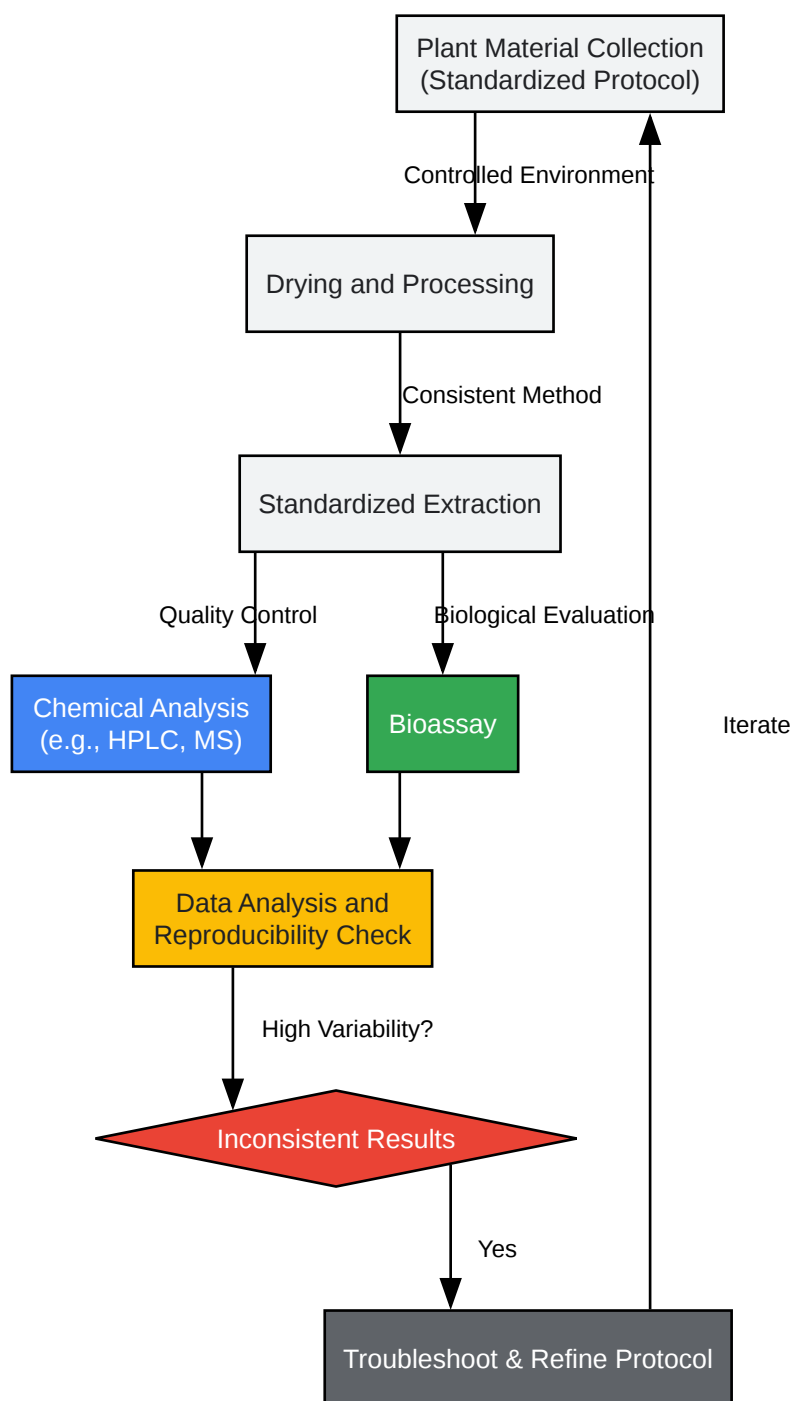 Plant Material Collection
(Standardized Protocol)
Controlled Environment
Drying and Processing
Consistent Method
Standardized Extraction
Quality Control
Biological Evaluation
Chemical Analysis
(e.g., HPLC, MS)
Bioassay
Iterate
Data Analysis and
Reproducibility Check
High Variability?
Inconsistent Results
Yes
Troubleshoot & Refine Protocol